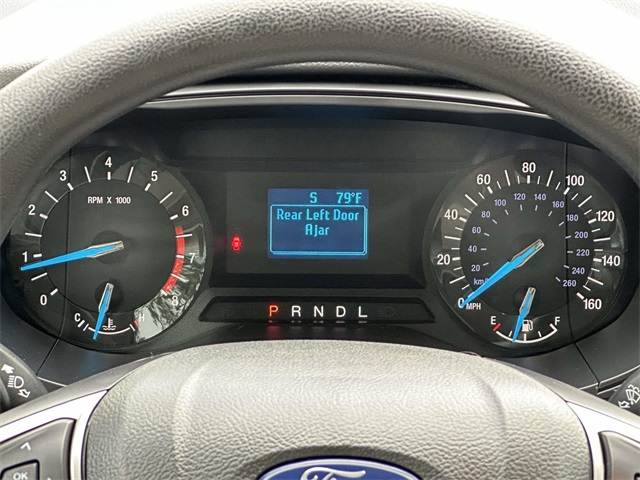 S 79°F
Rear Left Door
Ajar
0 1 2 3 4 5 6 7 8
RPM X 1000
C H
P R N D L
0 20 40 60 80 100 120 140 160
MPH
20 40 60 80 100 120 140 160 180 200 220 260
km/h
E F
OK
Ford